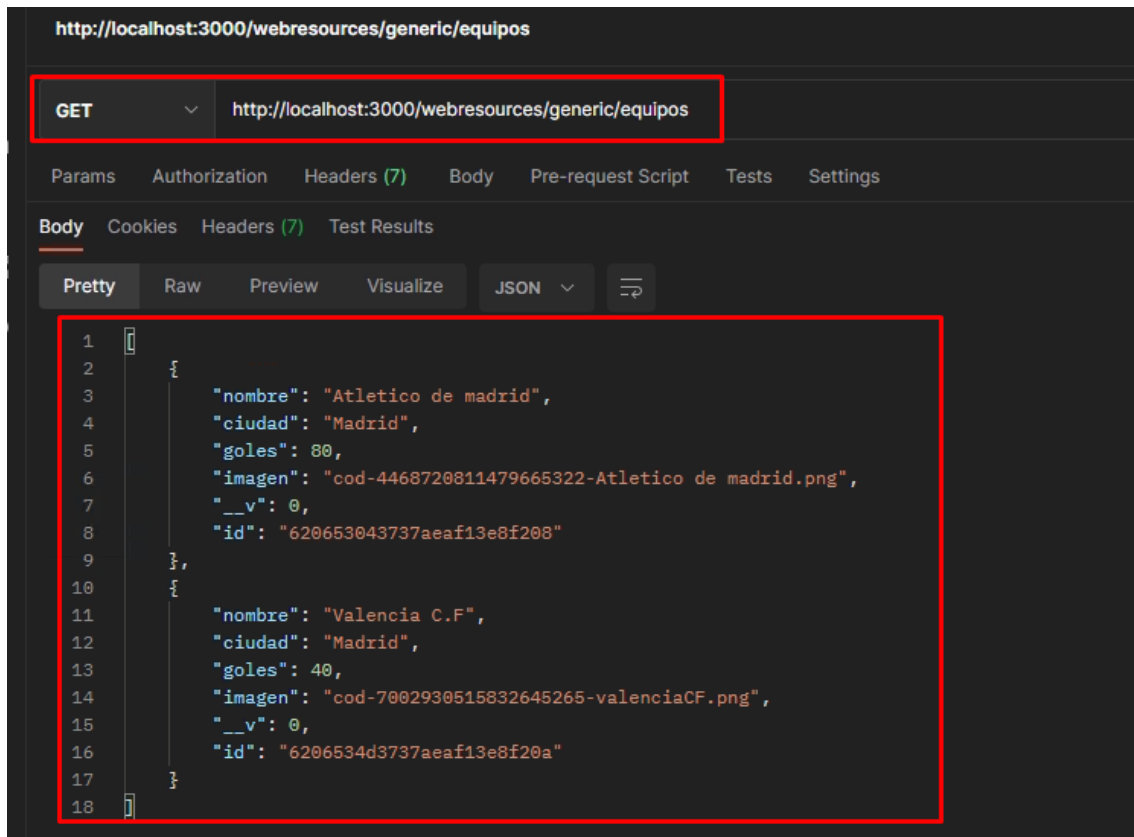 http://localhost:3000/webresources/generic/equipos
GET http://localhost:3000/webresources/generic/equipos
Params Authorization Headers (7) Body Pre-request Script Tests Settings
Body Cookies Headers (7) Test Results
Pretty Raw Preview Visualize JSON
1 [
2 {
3 "nombre": "Atletico de madrid",
4 "ciudad": "Madrid",
5 "goles": 80,
6 "imagen": "cod-4468720811479665322-Atletico de madrid.png",
7 "__v": 0,
8 "id": "620653043737aeaf13e8f208"
9 },
10 {
11 "nombre": "Valencia C.F",
12 "ciudad": "Madrid",
13 "goles": 40,
14 "imagen": "cod-7002930515832645265-valenciaCF.png",
15 "__v": 0,
16 "id": "6206534d3737aeaf13e8f20a"
17 }
18 ]